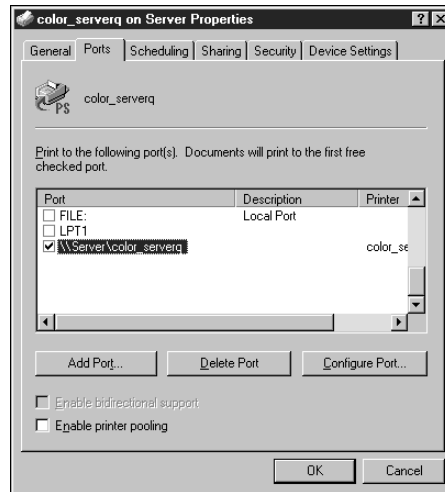 color_serverq on Server Properties
General Ports Scheduling Sharing Security Device Settings
PS
color_serverq
Print to the following port(s). Documents will print to the first free
checked port.
Port Description Printer
FILE: Local Port
LPT1
\\Server\color_serverq color_se
Add Port... Delete Port Configure Port...
Enable bidirectional support
Enable printer pooling
OK Cancel